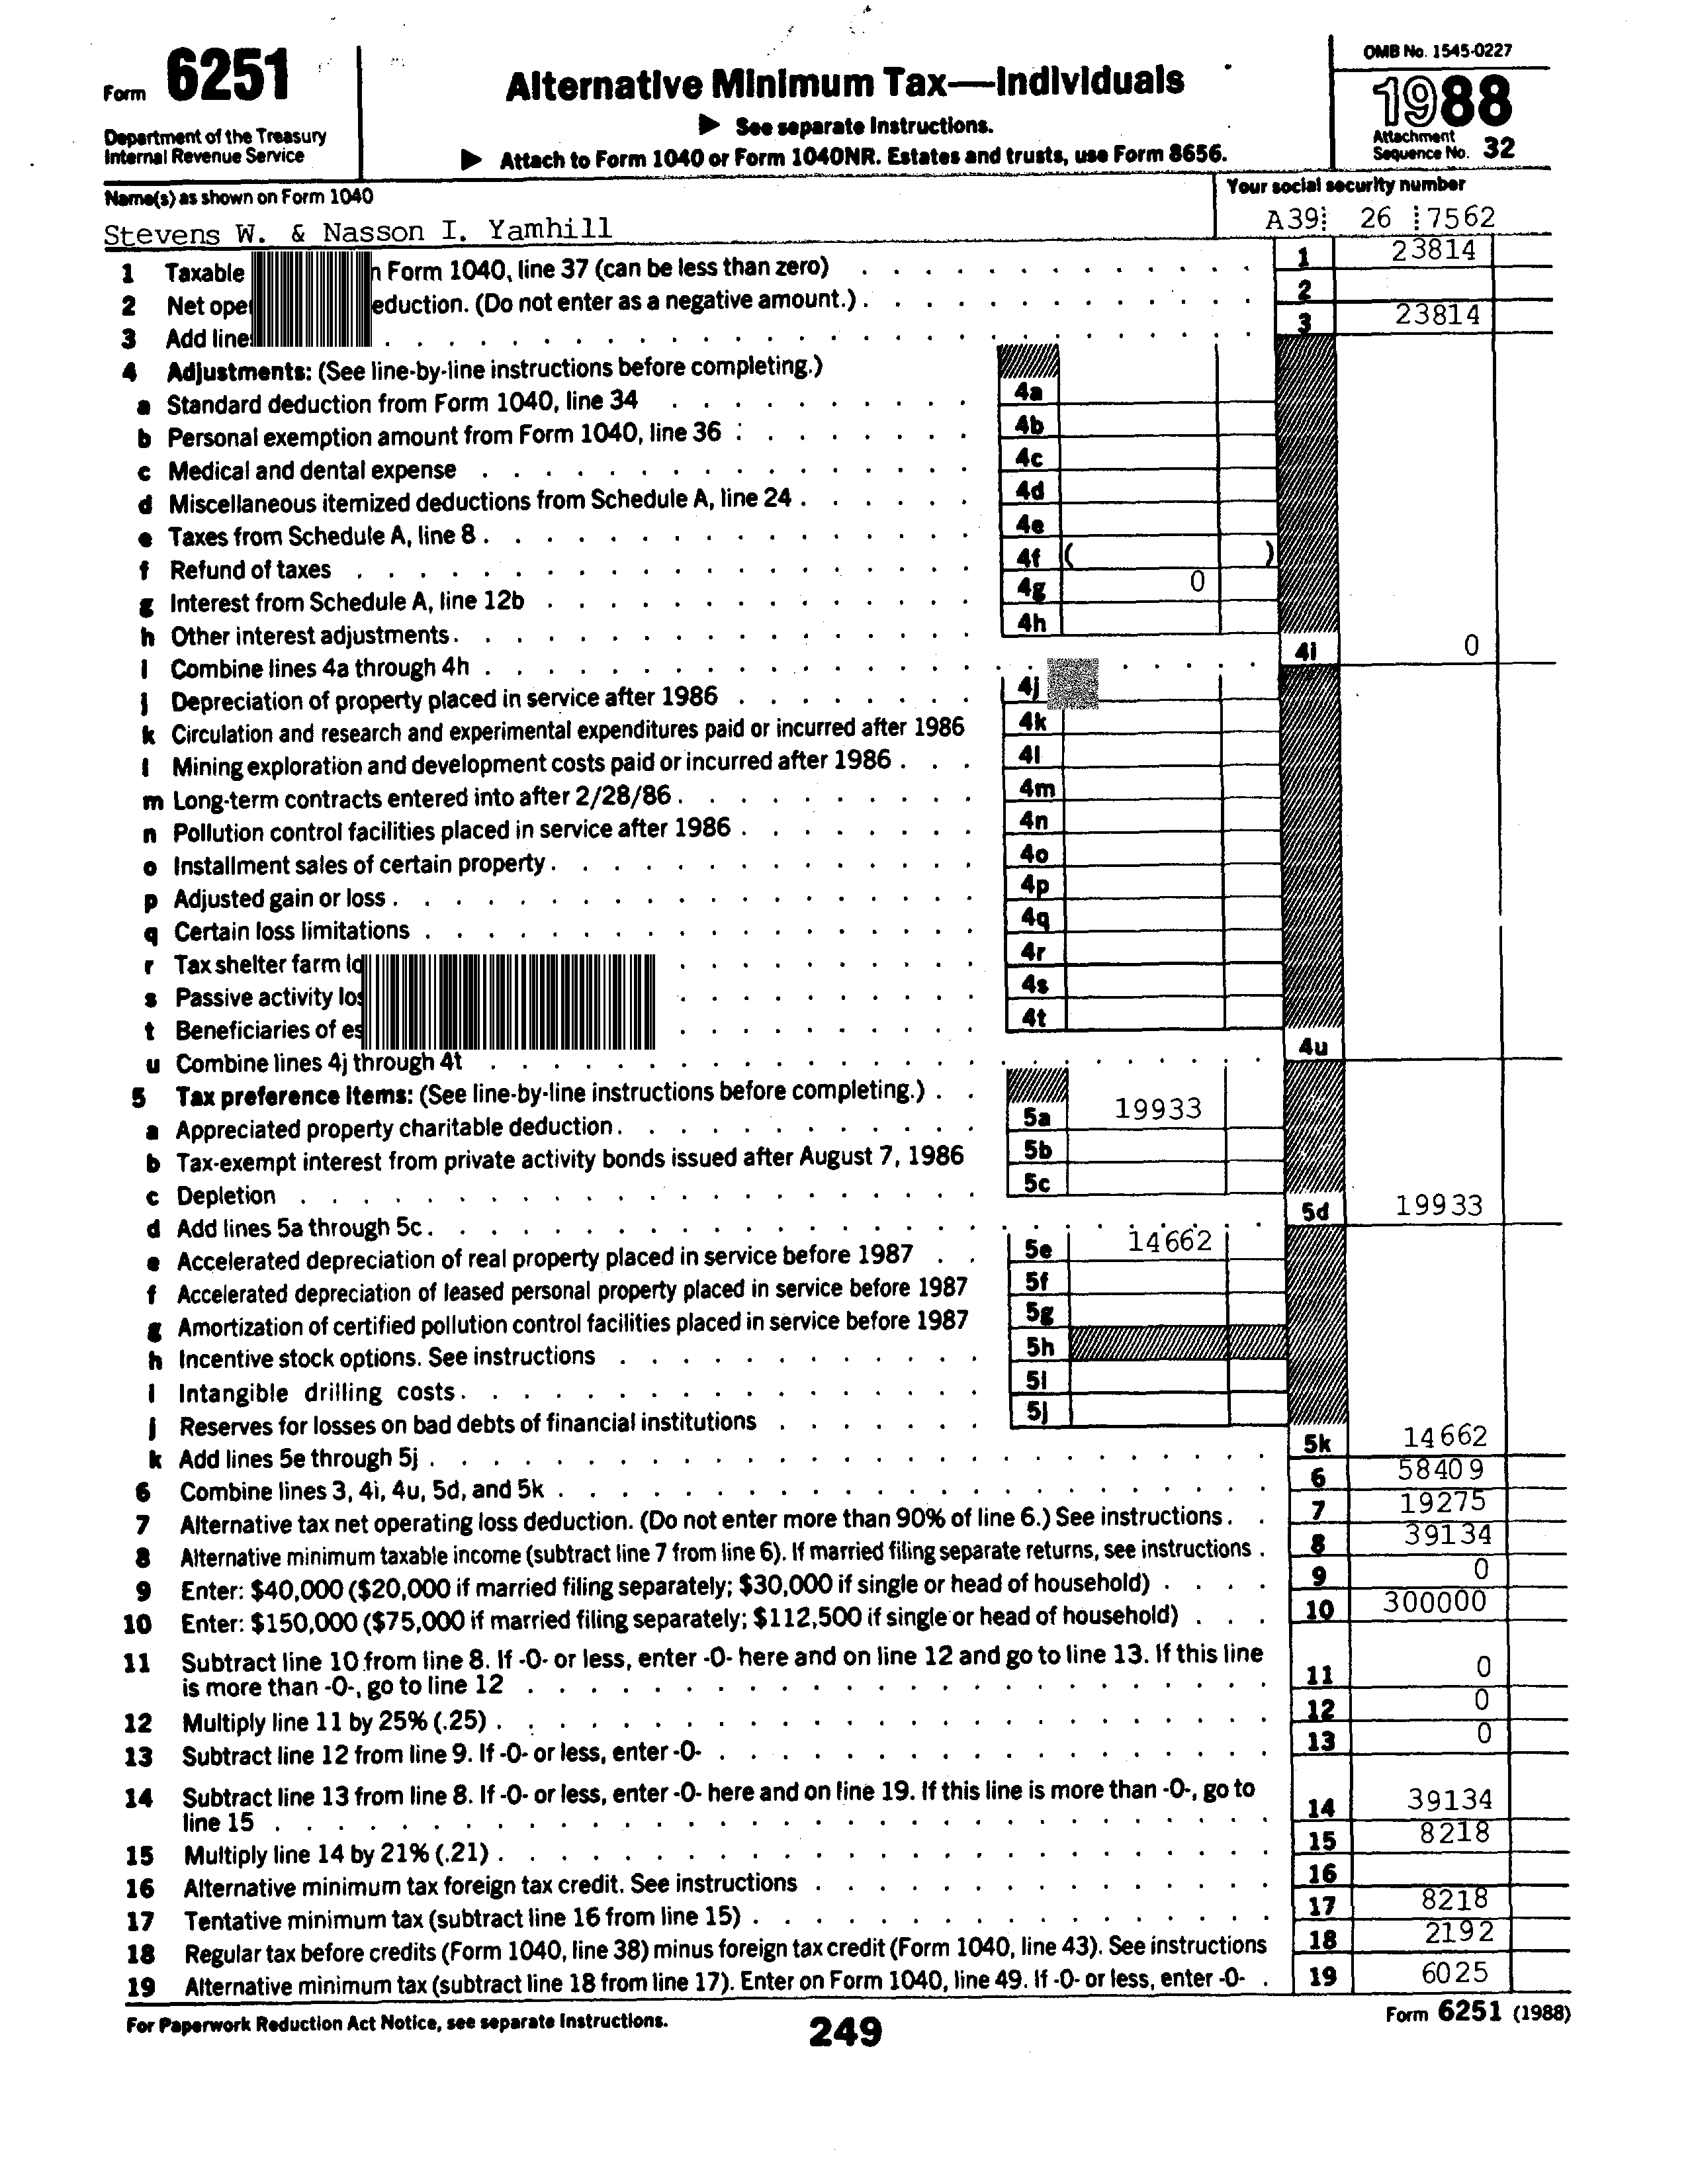 Form 6251
Department of the Treasury
Internal Revenue Service
Alternative Minimum Tax—Individuals
▶ See separate Instructions.
▶ Attach to Form 1040 or Form 1040NR. Estates and trusts, use Form 8656.
OMB No. 1545-0227
1988
Attachment
Sequence No. 32
Name(s) as shown on Form 1040
Your social security number
Stevens W. & Nasson I. Yamhill
A39 26 7562
1 Taxable n Form 1040, line 37 (can be less than zero) 1 23814
2 Net eduction. (Do not enter as a negative amount.) 2
3 Add 3 23814
4 Adjustments: (See line-by-line instructions before completing.)
a Standard deduction from Form 1040, line 34 4a
b Personal exemption amount from Form 1040, line 36 4b
c Medical and dental expense 4c
d Miscellaneous itemized deductions from Schedule A, line 24 4d
e Taxes from Schedule A, line 8 4e
f Refund of taxes 4f ( )
g Interest from Schedule A, line 12b 4g 0
h Other interest adjustments 4h
i Combine lines 4a through 4h 4i 0
j Depreciation of property placed in service after 1986 4j
k Circulation and research and experimental expenditures paid or incurred after 1986 4k
l Mining exploration and development costs paid or incurred after 1986 4l
m Long-term contracts entered into after 2/28/86 4m
n Pollution control facilities placed in service after 1986 4n
o Installment sales of certain property 4o
p Adjusted gain or loss 4p
q Certain loss limitations 4q
r Tax shelter farm 4r
s Passive activity 4s
t Beneficiaries of 4t
u Combine lines 4j through 4t 4u
5 Tax preference items: (See line-by-line instructions before completing.)
a Appreciated property charitable deduction 5a 19933
b Tax-exempt interest from private activity bonds issued after August 7, 1986 5b
c Depletion 5c
d Add lines 5a through 5c 5d 19933
e Accelerated depreciation of real property placed in service before 1987 5e 14662
f Accelerated depreciation of leased personal property placed in service before 1987 5f
g Amortization of certified pollution control facilities placed in service before 1987 5g
h Incentive stock options. See instructions 5h
i Intangible drilling costs 5i
j Reserves for losses on bad debts of financial institutions 5j
k Add lines 5e through 5j 5k 14662
6 Combine lines 3, 4i, 4u, 5d, and 5k 6 58409
7 Alternative tax net operating loss deduction. (Do not enter more than 90% of line 6.) See instructions. 7 19275
8 Alternative minimum taxable income (subtract line 7 from line 6). If married filing separate returns, see instructions 8 39134
9 Enter: $40,000 ($20,000 if married filing separately; $30,000 if single or head of household) 9 0
10 Enter: $150,000 ($75,000 if married filing separately; $112,500 if single or head of household) 10 300000
11 Subtract line 10 from line 8. If -0- or less, enter -0- here and on line 12 and go to line 13. If this line
is more than -0-, go to line 12 11 0
12 Multiply line 11 by 25% (.25) 12 0
13 Subtract line 12 from line 9. If -0- or less, enter -0- 13 0
14 Subtract line 13 from line 8. If -0- or less, enter -0- here and on line 19. If this line is more than -0-, go to
line 15 14 39134
15 Multiply line 14 by 21% (.21) 15 8218
16 Alternative minimum tax foreign tax credit. See instructions 16
17 Tentative minimum tax (subtract line 16 from line 15) 17 8218
18 Regular tax before credits (Form 1040, line 38) minus foreign tax credit (Form 1040, line 43). See instructions 18 2192
19 Alternative minimum tax (subtract line 18 from line 17). Enter on Form 1040, line 49. If -0- or less, enter -0- 19 6025
For Paperwork Reduction Act Notice, see separate Instructions.
249
Form 6251 (1988)